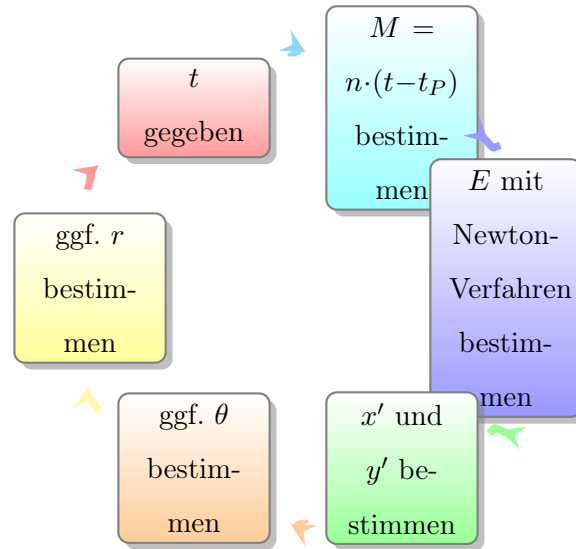 t
gegeben
M =
n·(t−t_P)
bestim-
men
E mit
Newton-
Verfahren
bestim-
men
x′ und
y′ be-
stimmen
ggf. θ
bestim-
men
ggf. r
bestim-
men